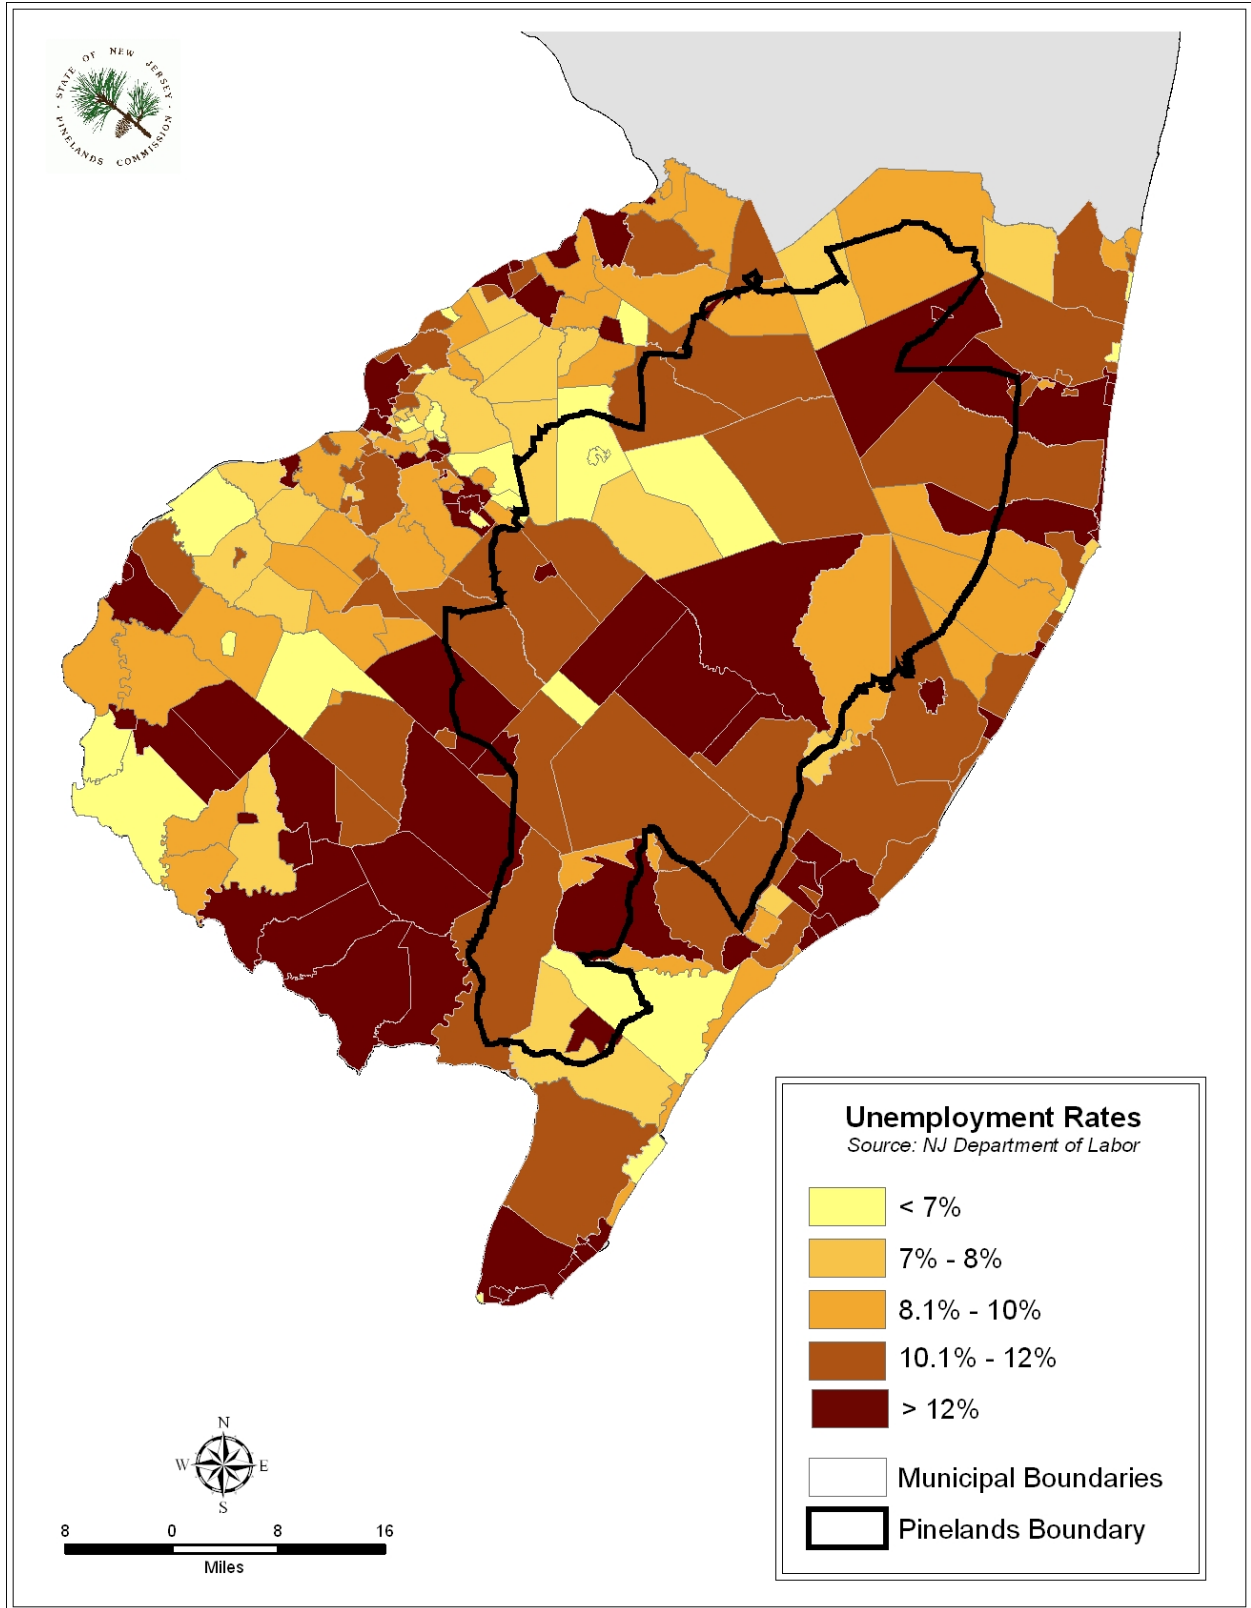 STATE OF NEW JERSEY
PINELANDS COMMISSION
Unemployment Rates
Source: NJ Department of Labor
< 7%
7% - 8%
8.1% - 10%
10.1% - 12%
> 12%
Municipal Boundaries
Pinelands Boundary
N
W E
S
8 0 8 16
Miles